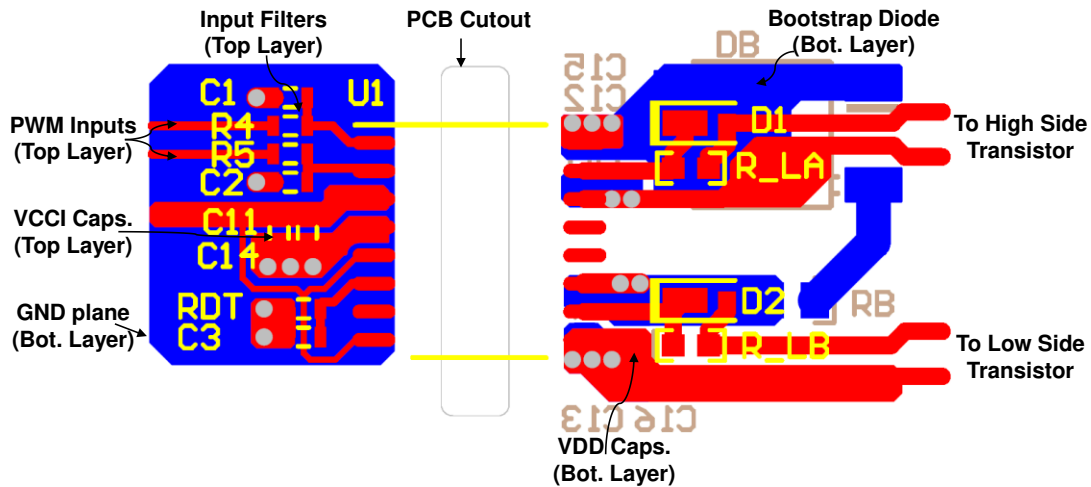 Input Filters
(Top Layer)
PCB Cutout
Bootstrap Diode
(Bot. Layer)
DB
C15
C12
C1
U1
PWM Inputs
(Top Layer)
R4
R5
C2
D1
R_LA
To High Side
Transistor
VCCI Caps.
(Top Layer)
C11
C14
GND plane
(Bot. Layer)
RDT
C3
D2
RB
R_LB
To Low Side
Transistor
C13 C16
VDD Caps.
(Bot. Layer)